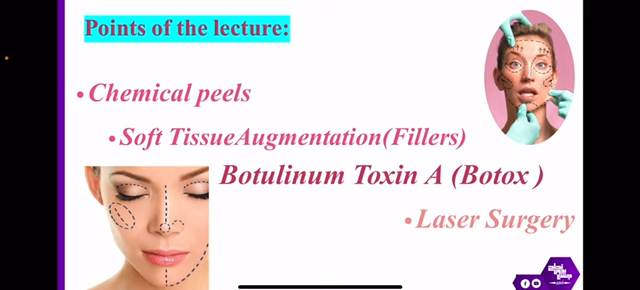 Points of the lecture:
• Chemical peels
• Soft TissueAugmentation(Fillers)
Botulinum Toxin A (Botox )
• Laser Surgery